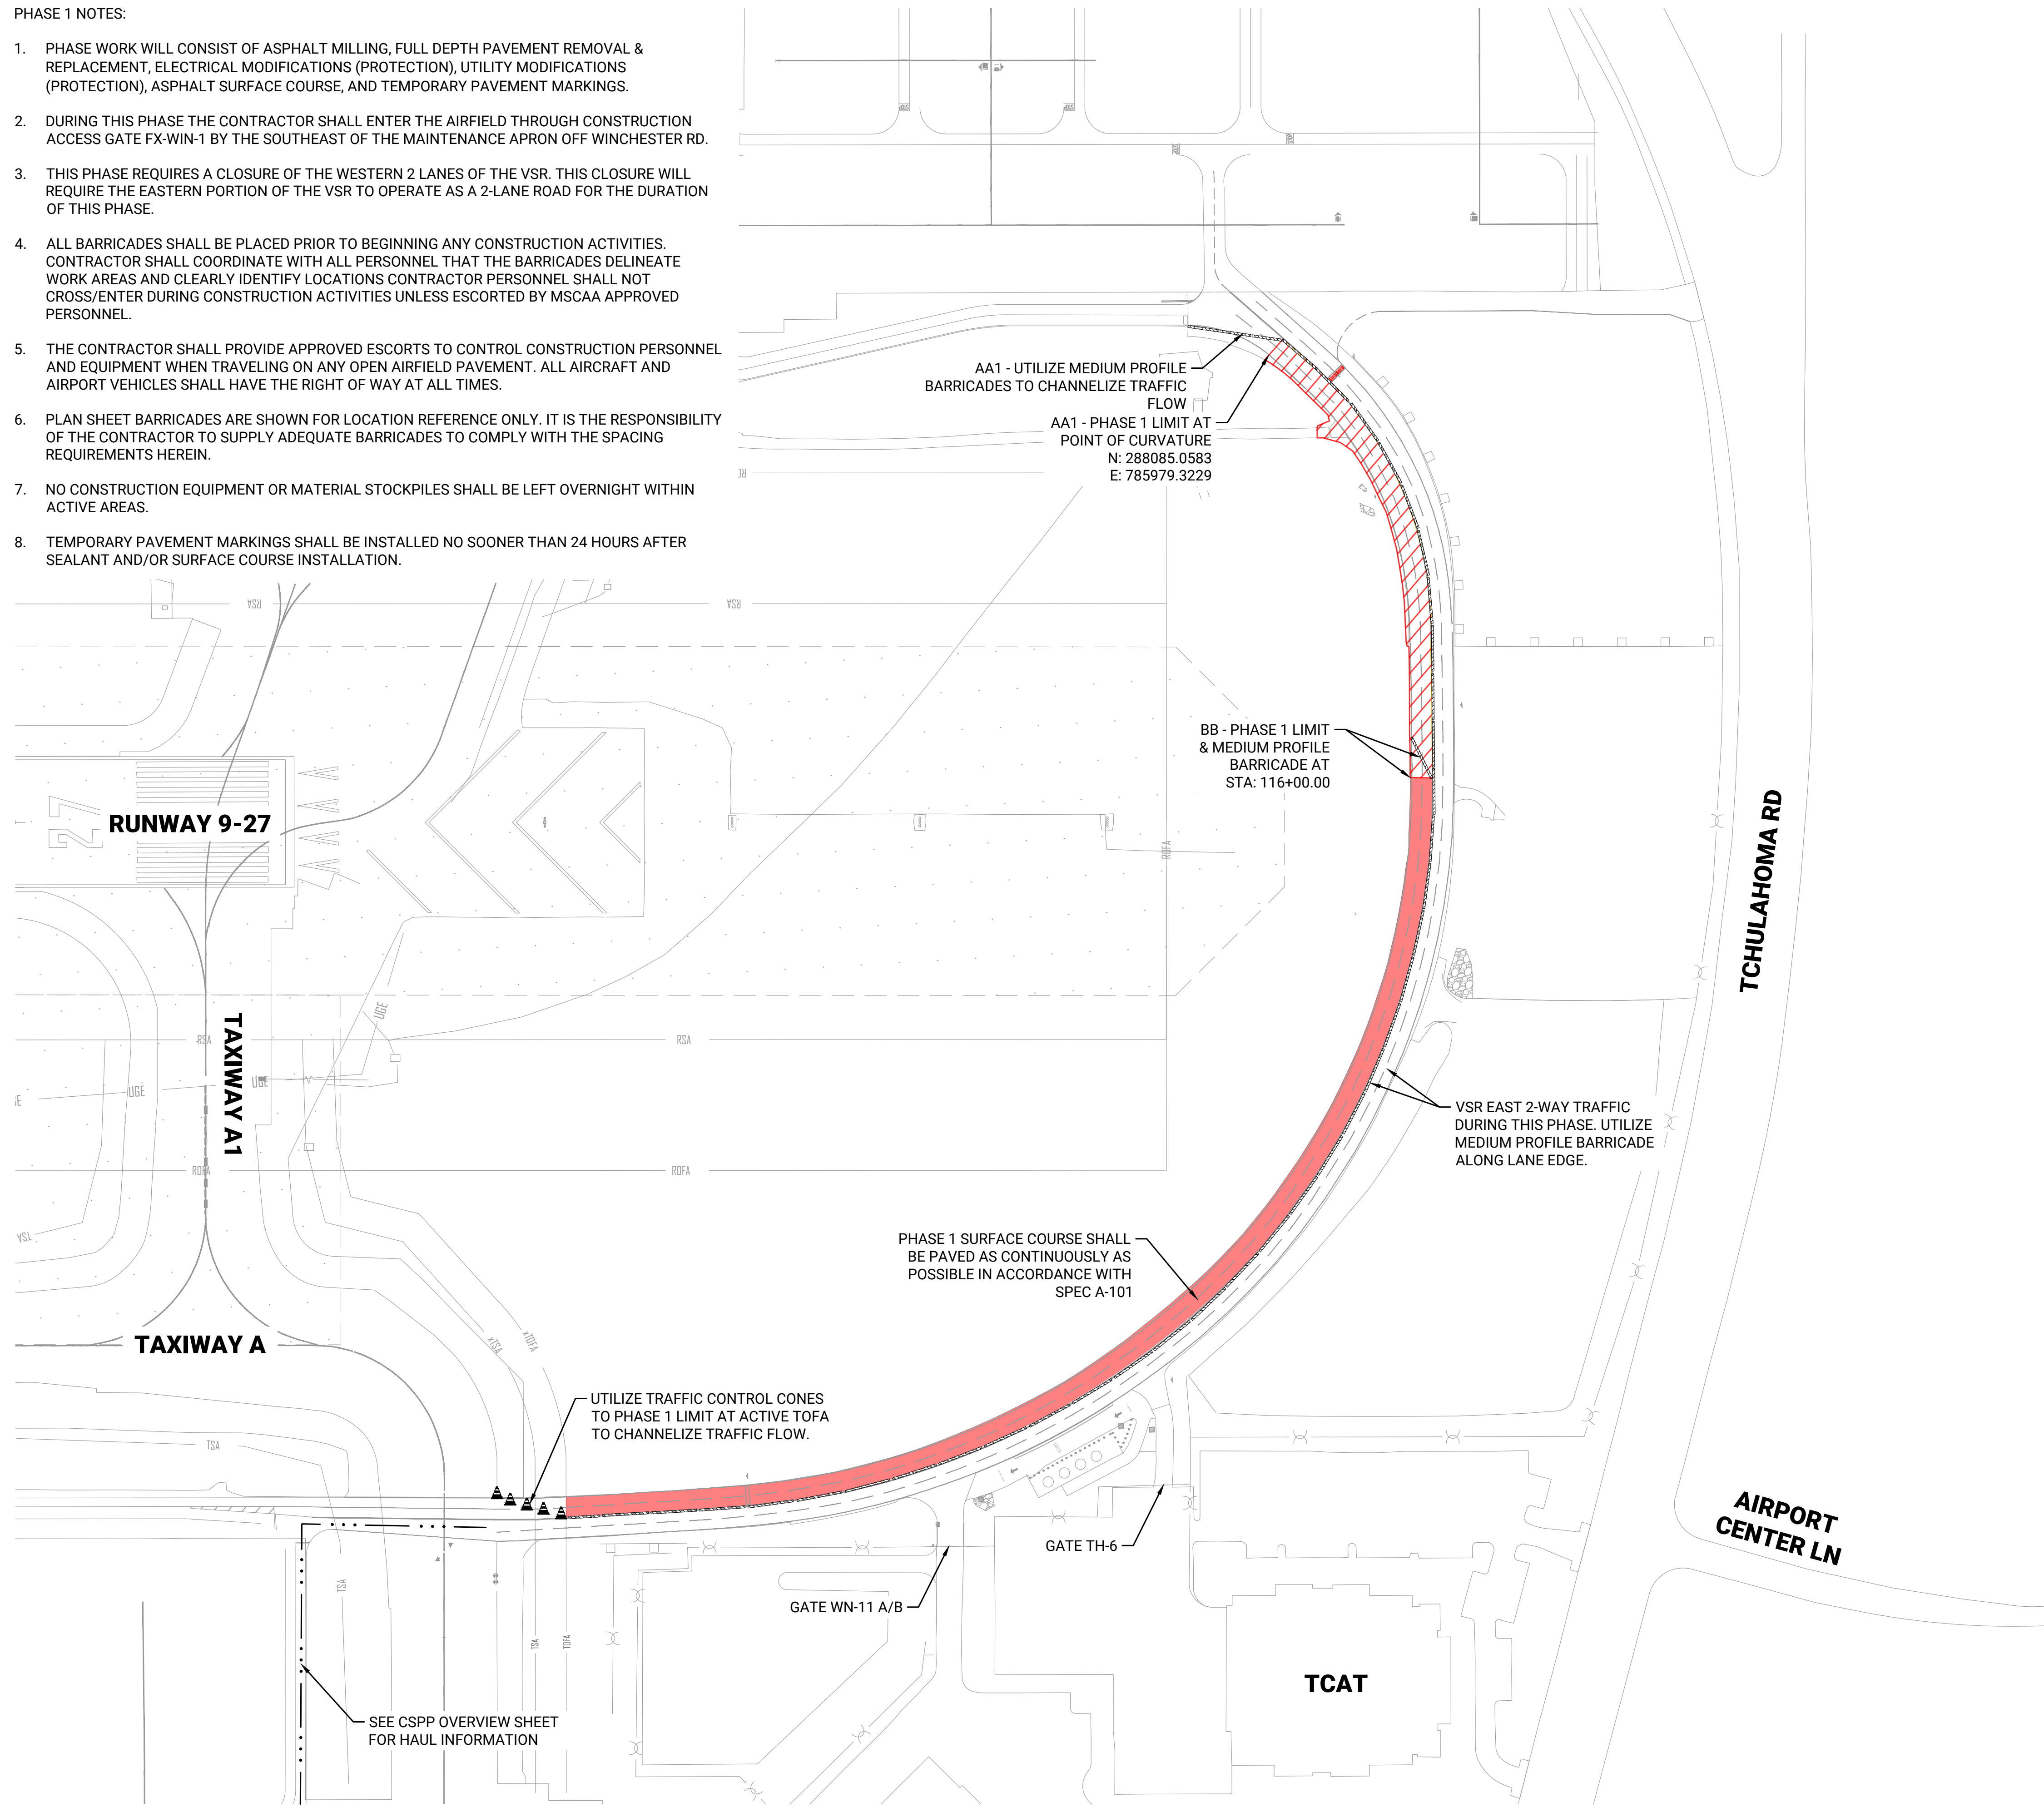 PHASE 1 NOTES:
1. PHASE WORK WILL CONSIST OF ASPHALT MILLING, FULL DEPTH PAVEMENT REMOVAL &
REPLACEMENT, ELECTRICAL MODIFICATIONS (PROTECTION), UTILITY MODIFICATIONS
(PROTECTION), ASPHALT SURFACE COURSE, AND TEMPORARY PAVEMENT MARKINGS.
2. DURING THIS PHASE THE CONTRACTOR SHALL ENTER THE AIRFIELD THROUGH CONSTRUCTION
ACCESS GATE FX-WIN-1 BY THE SOUTHEAST OF THE MAINTENANCE APRON OFF WINCHESTER RD.
3. THIS PHASE REQUIRES A CLOSURE OF THE WESTERN 2 LANES OF THE VSR. THIS CLOSURE WILL
REQUIRE THE EASTERN PORTION OF THE VSR TO OPERATE AS A 2-LANE ROAD FOR THE DURATION
OF THIS PHASE.
4. ALL BARRICADES SHALL BE PLACED PRIOR TO BEGINNING ANY CONSTRUCTION ACTIVITIES.
CONTRACTOR SHALL COORDINATE WITH ALL PERSONNEL THAT THE BARRICADES DELINEATE
WORK AREAS AND CLEARLY IDENTIFY LOCATIONS CONTRACTOR PERSONNEL SHALL NOT
CROSS/ENTER DURING CONSTRUCTION ACTIVITIES UNLESS ESCORTED BY MSCAA APPROVED
PERSONNEL.
5. THE CONTRACTOR SHALL PROVIDE APPROVED ESCORTS TO CONTROL CONSTRUCTION PERSONNEL
AND EQUIPMENT WHEN TRAVELING ON ANY OPEN AIRFIELD PAVEMENT. ALL AIRCRAFT AND
AIRPORT VEHICLES SHALL HAVE THE RIGHT OF WAY AT ALL TIMES.
6. PLAN SHEET BARRICADES ARE SHOWN FOR LOCATION REFERENCE ONLY. IT IS THE RESPONSIBILITY
OF THE CONTRACTOR TO SUPPLY ADEQUATE BARRICADES TO COMPLY WITH THE SPACING
REQUIREMENTS HEREIN.
7. NO CONSTRUCTION EQUIPMENT OR MATERIAL STOCKPILES SHALL BE LEFT OVERNIGHT WITHIN
ACTIVE AREAS.
8. TEMPORARY PAVEMENT MARKINGS SHALL BE INSTALLED NO SOONER THAN 24 HOURS AFTER
SEALANT AND/OR SURFACE COURSE INSTALLATION.
AA1 - UTILIZE MEDIUM PROFILE
BARRICADES TO CHANNELIZE TRAFFIC
FLOW
AA1 - PHASE 1 LIMIT AT
POINT OF CURVATURE
N: 288085.0583
E: 785979.3229
RSA
RSA
BB - PHASE 1 LIMIT
& MEDIUM PROFILE
BARRICADE AT
STA: 116+00.00
27
RUNWAY 9-27
ROFA
TCHULAHOMA RD
UGE
TAXIWAY A1
RSA
RSA
UGE
UGE
VSR EAST 2-WAY TRAFFIC
DURING THIS PHASE. UTILIZE
MEDIUM PROFILE BARRICADE
ALONG LANE EDGE.
ROFA
ROFA
TSA
PHASE 1 SURFACE COURSE SHALL
BE PAVED AS CONTINUOUSLY AS
POSSIBLE IN ACCORDANCE WITH
SPEC A-101
TAXIWAY A
xTSA
xTOFA
UTILIZE TRAFFIC CONTROL CONES
TO PHASE 1 LIMIT AT ACTIVE TOFA
TO CHANNELIZE TRAFFIC FLOW.
TSA
AIRPORT
CENTER LN
GATE TH-6
TSA
GATE WN-11 A/B
TSA
TOFA
TCAT
SEE CSPP OVERVIEW SHEET
FOR HAUL INFORMATION